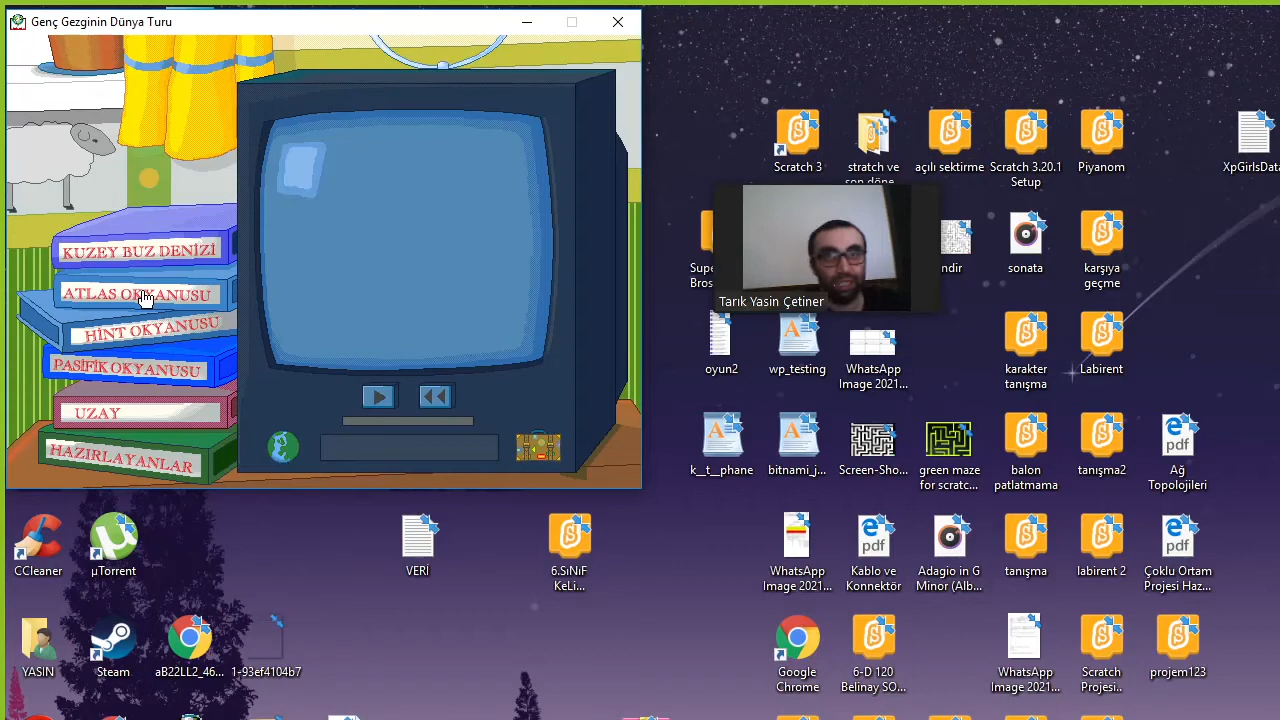 Genç Gezginin Dünya Turu
KUZEY BUZ DENİZİ
ATLAS OKYANUSU
HİNT OKYANUSU
PASİFİK OKYANUSU
UZAY
HAZIRLAYANLAR
Scratch 3
stratch ve
son döne...
açılı sektirme
Scratch 3.20.1
Setup
Piyanom
XpGirlsData
Tarık Yasin Çetiner
sonata
karşıya
geçme
oyun2
wp_testing
WhatsApp
Image 2021...
karakter
tanışma
Labirent
k__t__phane
bitnami_j...
Screen-Sho...
green maze
for scratc...
balon
patlatmama
tanışma2
Ağ
Topolojileri
CCleaner
µTorrent
VERİ
6.SıNıF
KeLi...
WhatsApp
Image 2021...
Kablo ve
Konnektör
Adagio in G
Minor (Alb...
tanışma
labirent 2
Çoklu Ortam
Projesi Haz...
YASIN
Steam
aB22LL2_46...
1-93ef4104b7
Google
Chrome
6-D 120
Belinay SO...
WhatsApp
Image 2021...
Scratch
Projesi..
projem123